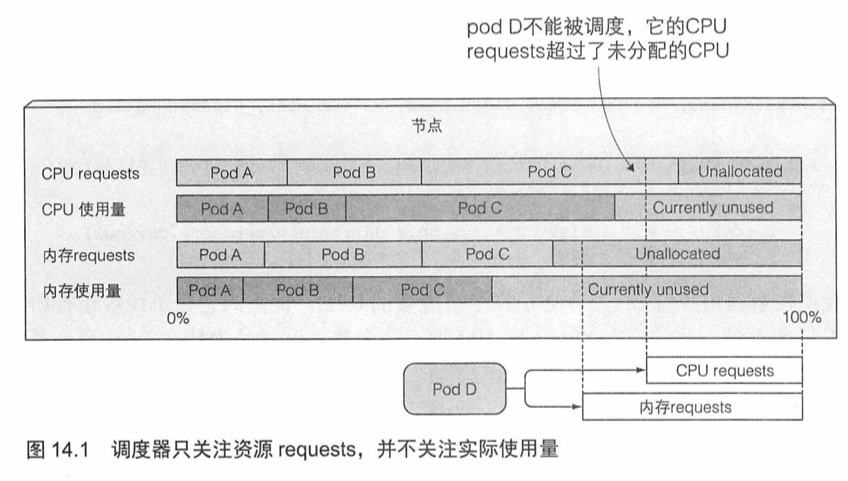 pod D不能被调度，它的CPU
requests超过了未分配的CPU
节点
CPU requests Pod A Pod B Pod C Unallocated
CPU 使用量 Pod A Pod B Pod C Currently unused
内存requests Pod A Pod B Pod C Unallocated
内存使用量 Pod A Pod B Pod C Currently unused
0% 100%
CPU requests
Pod D
内存requests
图 14.1 调度器只关注资源 requests，并不关注实际使用量